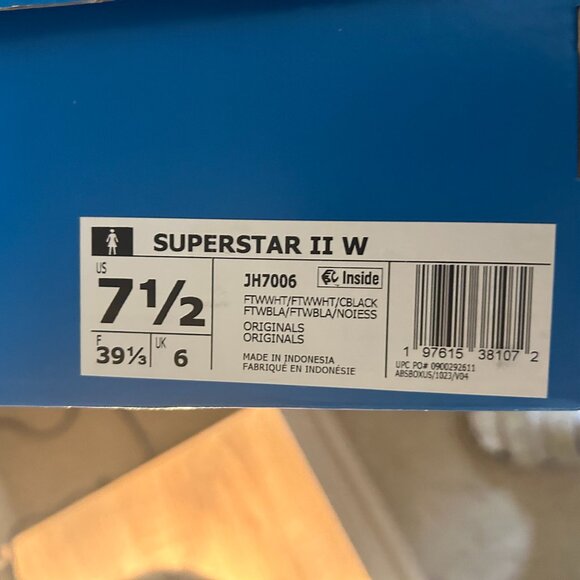 SUPERSTAR II W
US
7½
F
39⅓
UK
6
JH7006
Inside
FTWWHT/FTWWHT/CBLACK
FTWBLA/FTWBLA/NOIESS
ORIGINALS
ORIGINALS
MADE IN INDONESIA
FABRIQUÉ EN INDONÉSIE
1 97615 38107 2
UPC PO# 0900292611
ABSBOXUS/1023/V04